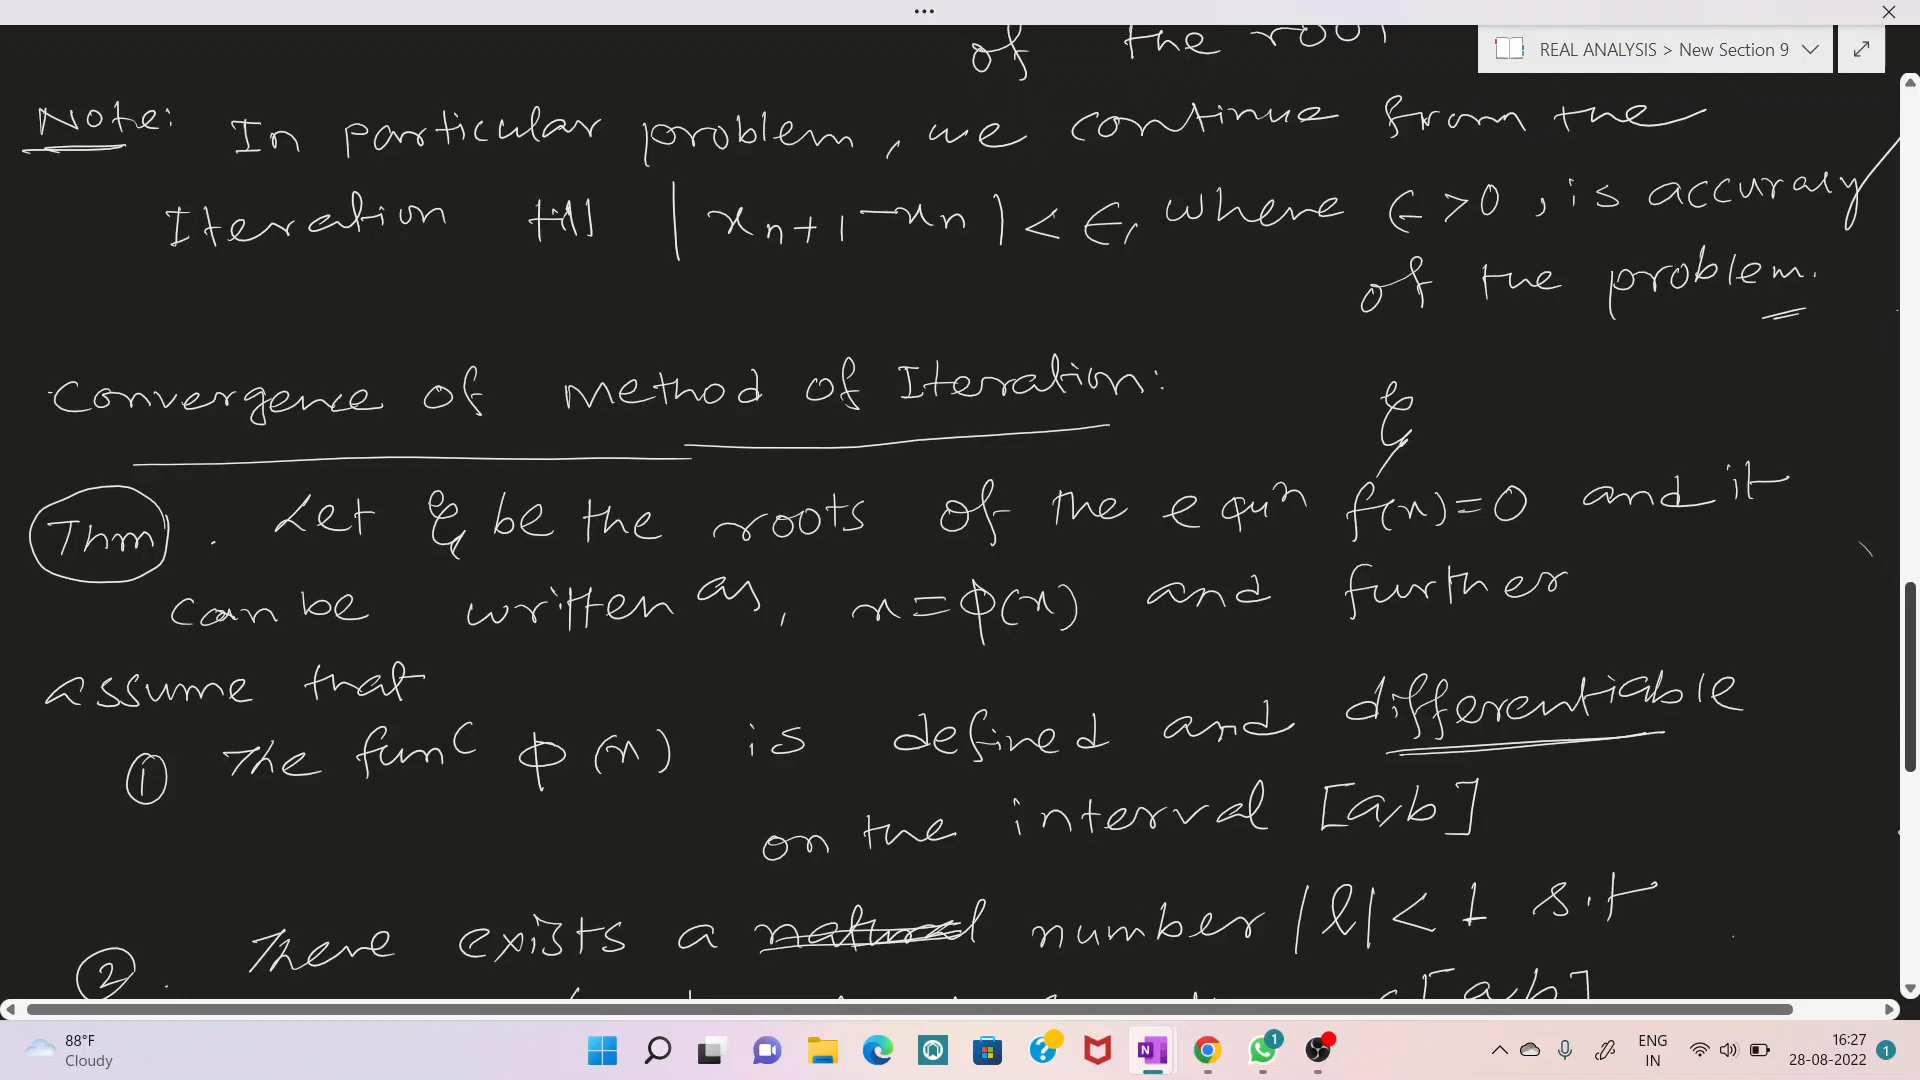 of the root
REAL ANALYSIS > New Section 9
Note: In particular problem, we continue from the
Iteration till |xn+1 - xn| < ∈, where ∈ > 0, is accuracy
of the problem.
Convergence of method of Iteration:
ξ
Thm. Let ξ be the roots of the equn f(x) = 0 and it
can be written as, x = φ(x) and further
assume that
① The func φ(x) is defined and differentiable
on the interval [a,b]
② There exists a natural number |l| < 1 s.t
[a,b]
88°F
Cloudy
1
ENG
IN
16:27
28-08-2022
1